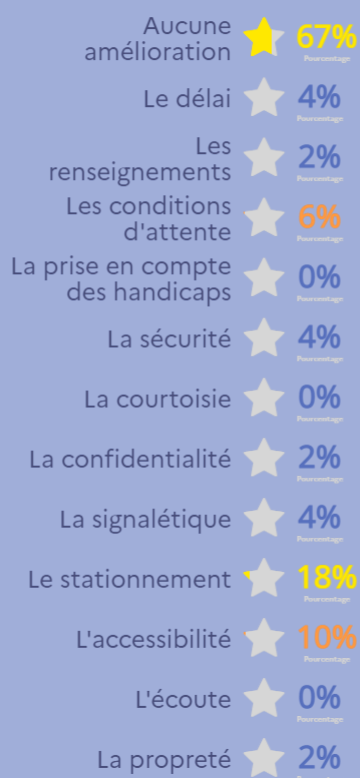 Aucune
amélioration
67%
Pourcentage
Le délai
4%
Pourcentage
Les
renseignements
2%
Pourcentage
Les conditions
d'attente
6%
Pourcentage
La prise en compte
des handicaps
0%
Pourcentage
La sécurité
4%
Pourcentage
La courtoisie
0%
Pourcentage
La confidentialité
2%
Pourcentage
La signalétique
4%
Pourcentage
Le stationnement
18%
Pourcentage
L'accessibilité
10%
Pourcentage
L'écoute
0%
Pourcentage
La propreté
2%